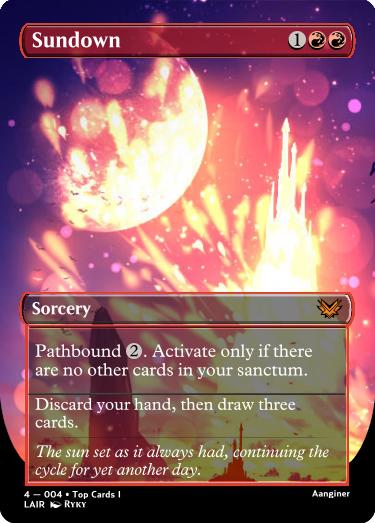 Sundown 1
Sorcery
Pathbound 2. Activate only if there
are no other cards in your sanctum.
Discard your hand, then draw three
cards.
The sun set as it always had, continuing the
cycle for yet another day.
4 — 004 • Top Cards I Aanginer
LAIR RYKY